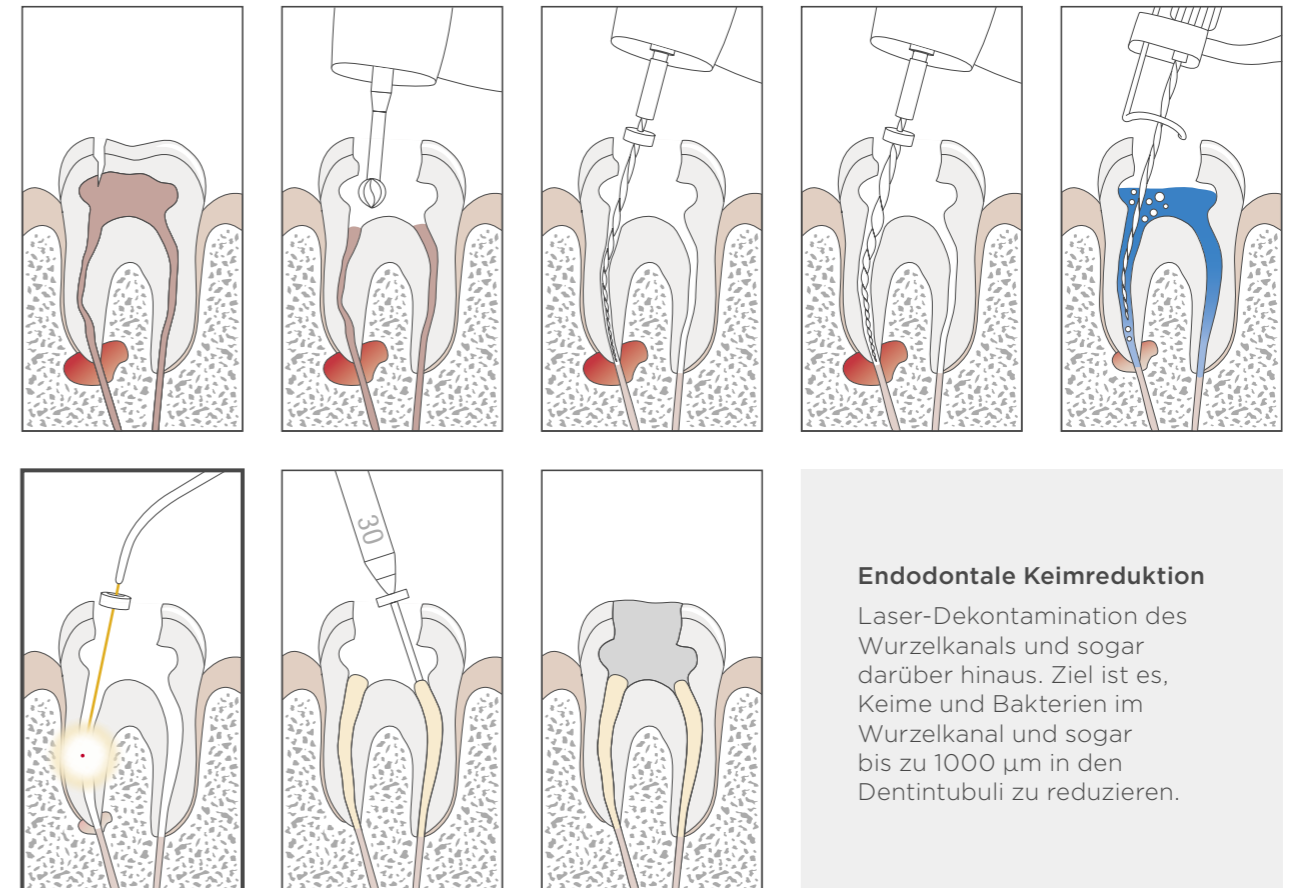 30
Endodontale Keimreduktion
Laser-Dekontamination des
Wurzelkanals und sogar
darüber hinaus. Ziel ist es,
Keime und Bakterien im
Wurzelkanal und sogar
bis zu 1000 µm in den
Dentintubuli zu reduzieren.